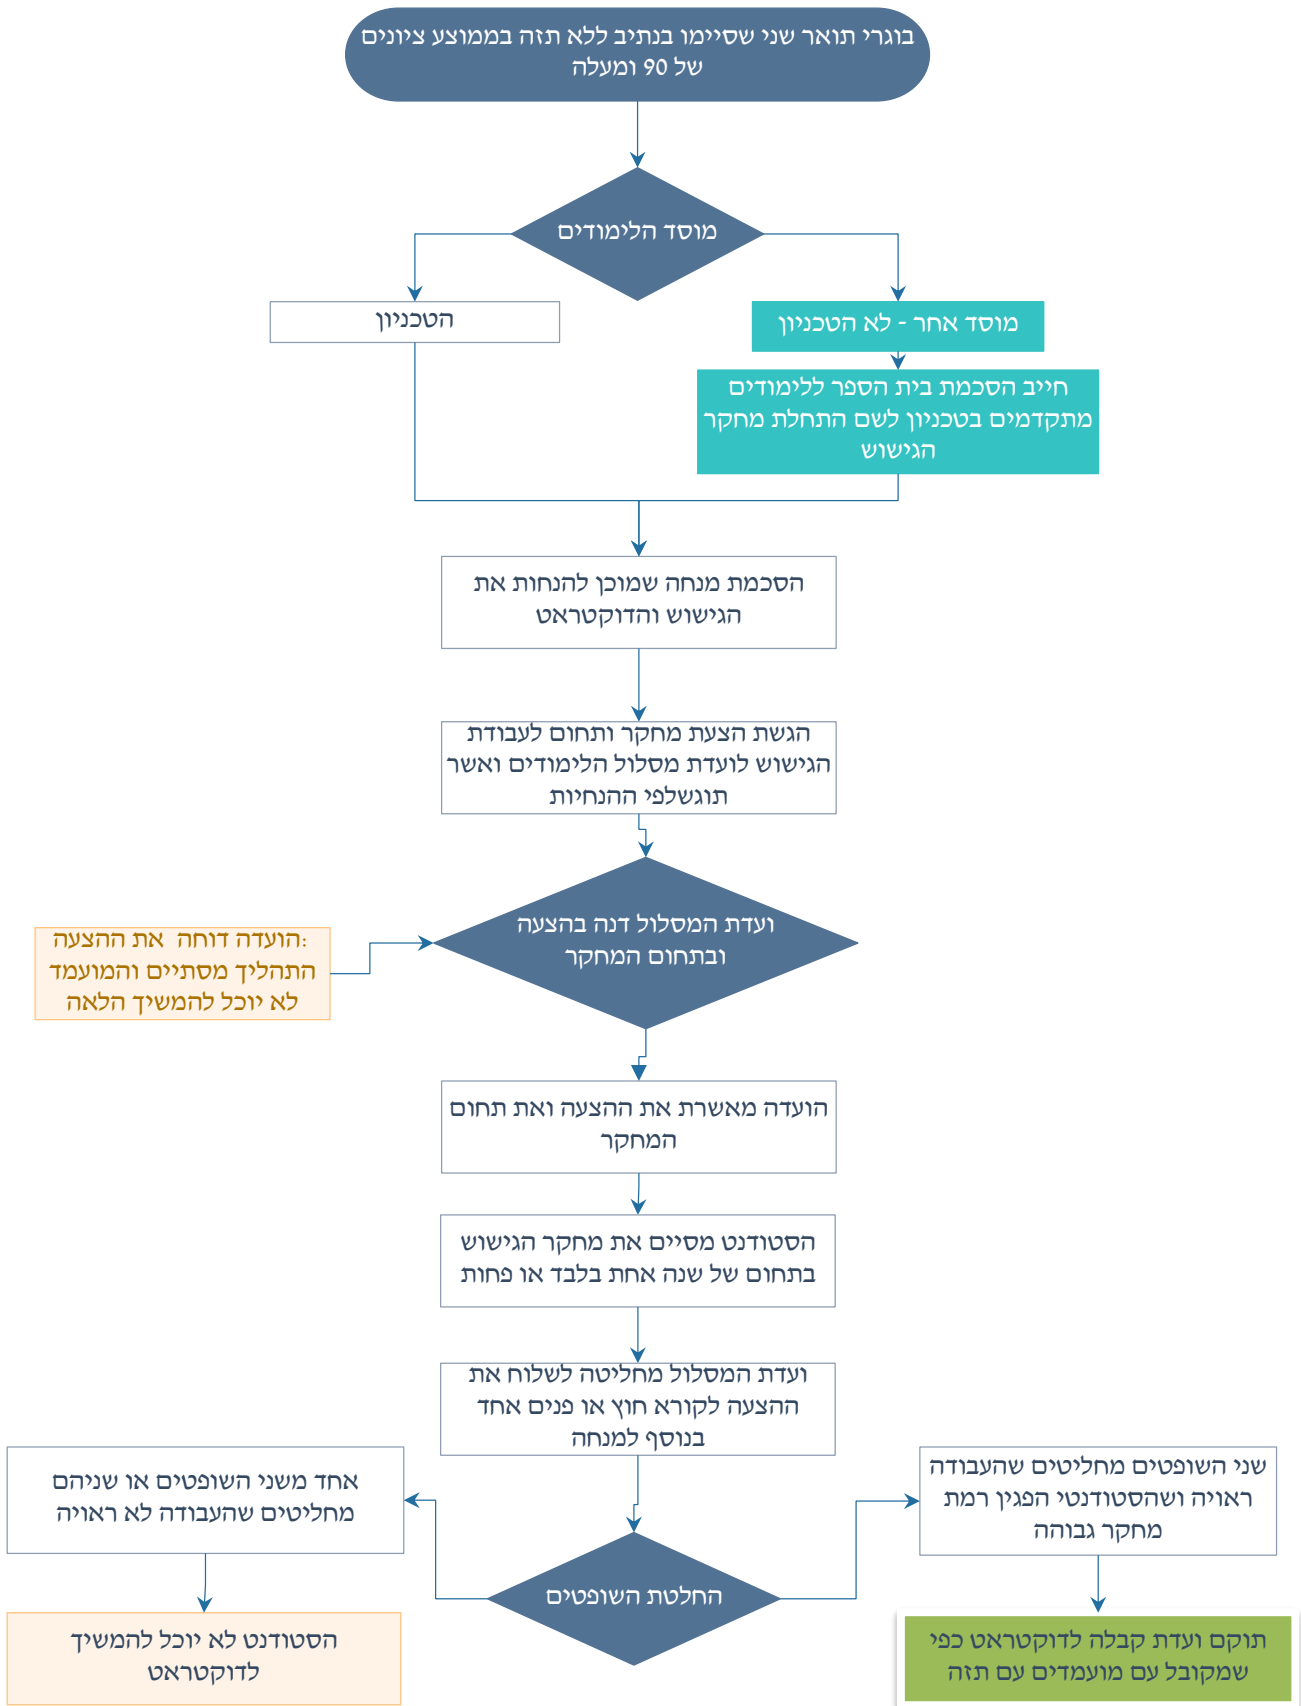 בוגרי תואר שני שסיימו בנתיב ללא תזה בממוצע ציונים
של 90 ומעלה
מוסד הלימודים
מוסד אחר - לא הטכניון
הטכניון
חייב הסכמת בית הספר ללימודים
מתקדמים בטכניון לשם התחלת מחקר
הגישוש
הסכמת מנחה שמוכן להנחות את
הגישוש והדוקטראט
הגשת הצעת מחקר ותחום לעבודת
הגישוש לועדת מסלול הלימודים ואשר
תוגשלפי ההנחיות
ועדת המסלול דנה בהצעה
ובתחום המחקר
הועדה דוחה  את ההצעה:
התהליך מסתיים והמועמד
לא יוכל להמשיך הלאה
הועדה מאשרת את ההצעה ואת תחום
המחקר
הסטודנט מסיים את מחקר הגישוש
בתחום של שנה אחת בלבד או פחות
ועדת המסלול מחליטה לשלוח את
ההצעה לקורא חוץ או פנים אחד
בנוסף למנחה
החלטת השופטים
שני השופטים מחליטים שהעבודה
ראויה ושהסטודנטי הפגין רמת
מחקר גבוהה
תוקם ועדת קבלה לדוקטראט כפי
שמקובל עם מועמדים עם תזה
אחד משני השופטים או שניהם
מחליטים שהעבודה לא ראויה
הסטודנט לא יוכל להמשיך
לדוקטראט